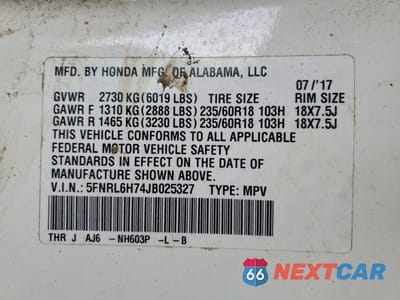 MFD. BY HONDA MFG. OF ALABAMA, LLC
07/'17
GVWR 2730 KG(6019 LBS) TIRE SIZE RIM SIZE
GAWR F 1310 KG(2888 LBS) 235/60R18 103H 18X7.5J
GAWR R 1465 KG(3230 LBS) 235/60R18 103H 18X7.5J
THIS VEHICLE CONFORMS TO ALL APPLICABLE
FEDERAL MOTOR VEHICLE SAFETY
STANDARDS IN EFFECT ON THE DATE OF
MANUFACTURE SHOWN ABOVE.
V.I.N: 5FNRL6H74JB025327 TYPE: MPV
THR J AJ6 -NH603P -L-B
66 NEXTCAR